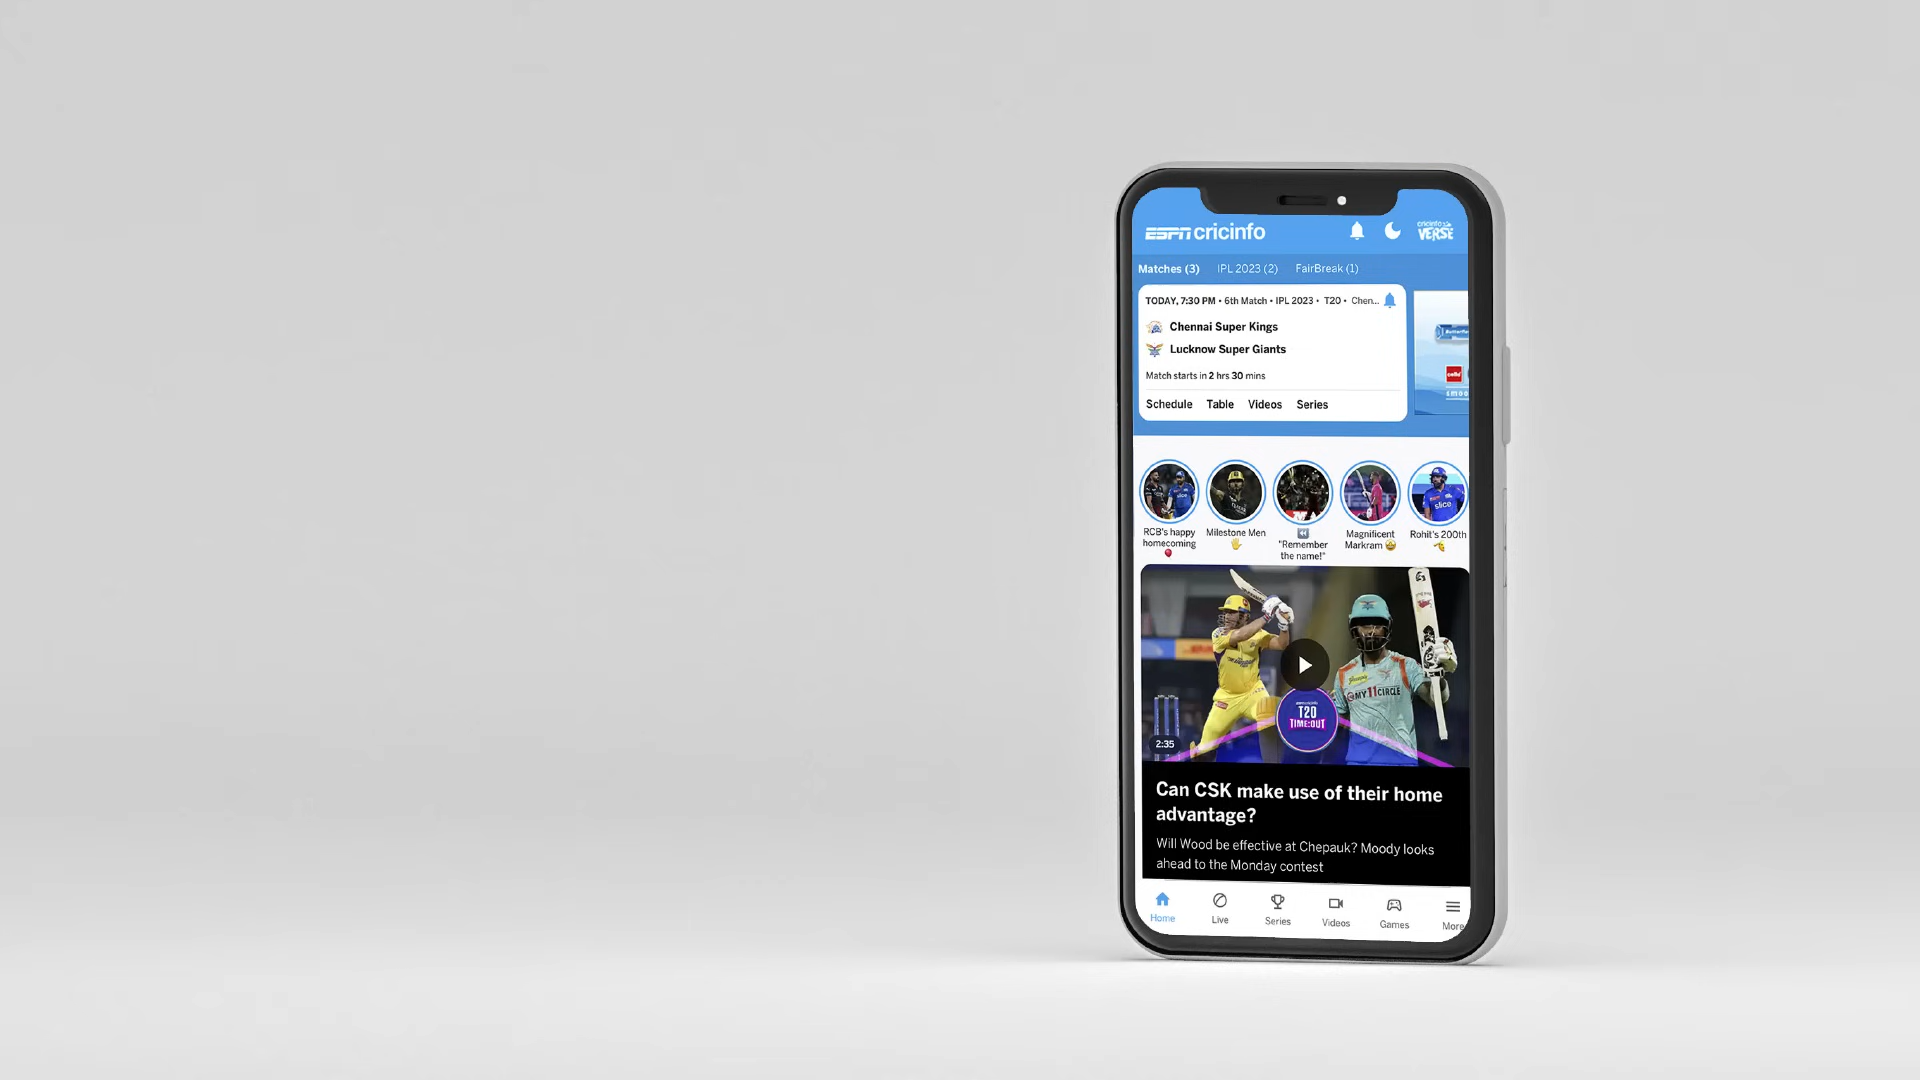 ESPN cricinfo
cricinfo
VERSE
Matches (3) IPL 2023 (2) FairBreak (1)
TODAY, 7:30 PM • 6th Match • IPL 2023 • T20 • Chen...
Chennai Super Kings
Lucknow Super Giants
Match starts in 2 hrs 30 mins
Schedule Table Videos Series
RCB's happy
homecoming
Milestone Men
"Remember
the name!"
Magnificent
Markram
Rohit's 200th
slice
slice
MY11CIRCLE
T20
TIME:OUT
2:35
Can CSK make use of their home
advantage?
Will Wood be effective at Chepauk? Moody looks
ahead to the Monday contest
Home Live Series Videos Games More